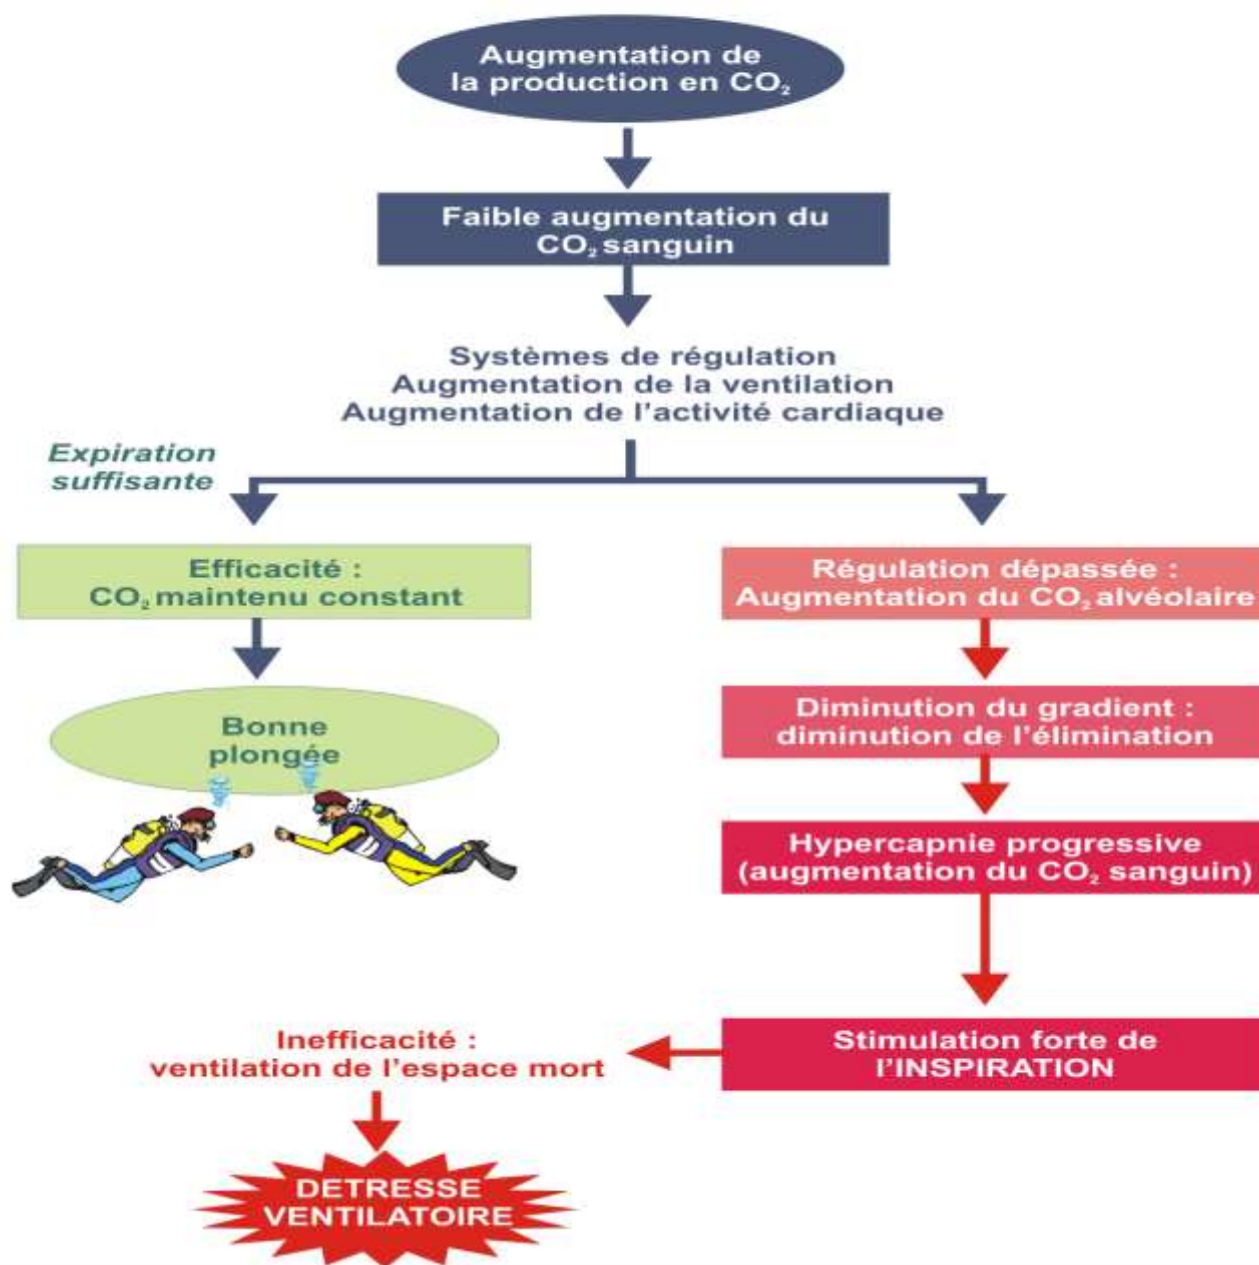 Augmentation de
la production en CO₂
Faible augmentation du
CO₂ sanguin
Systèmes de régulation
Augmentation de la ventilation
Augmentation de l'activité cardiaque
Expiration
suffisante
Efficacité :
CO₂ maintenu constant
Bonne
plongée
Régulation dépassée :
Augmentation du CO₂ alvéolaire
Diminution du gradient :
diminution de l'élimination
Hypercapnie progressive
(augmentation du CO₂ sanguin)
Stimulation forte de
l'INSPIRATION
Inefficacité :
ventilation de l'espace mort
DETRESSE
VENTILATOIRE